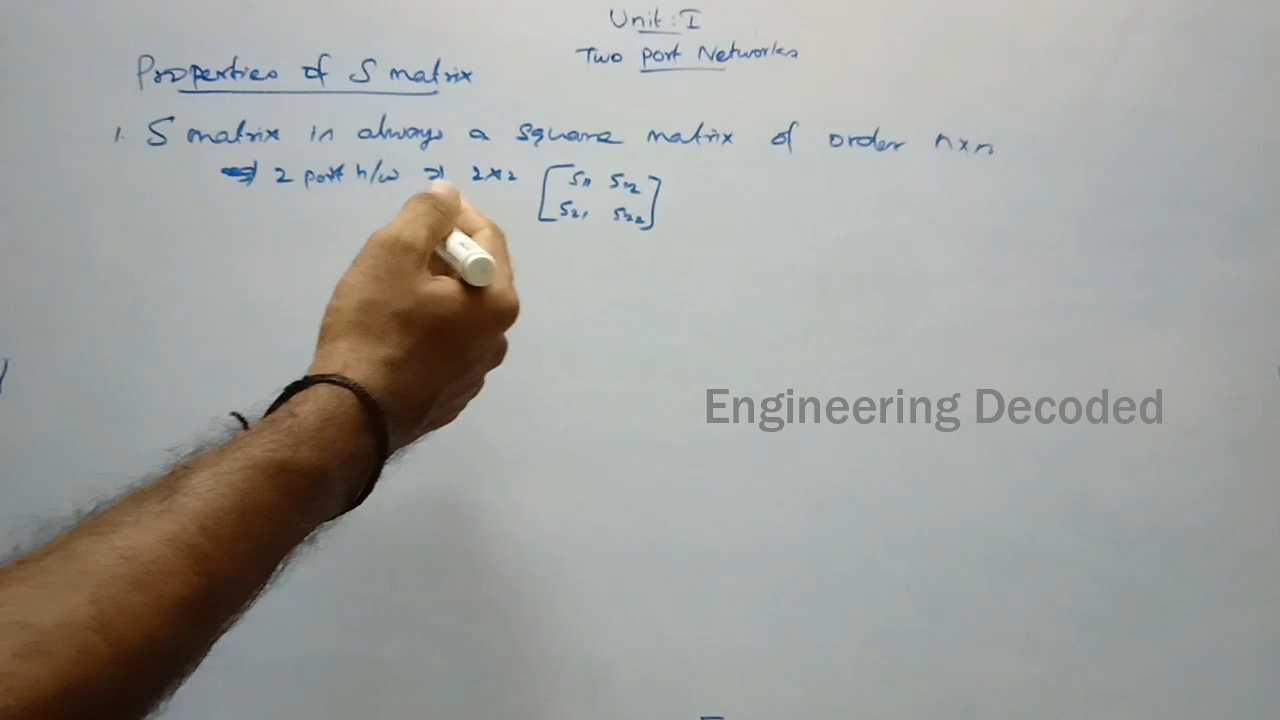 Unit : I
Two Port Networks
Properties of S matrix
1. S matrix in always a square matrix of order n×n
⇒ 2 port n/w ⇒ 2×2 [ S11 S12
S21 S22 ]
Engineering Decoded